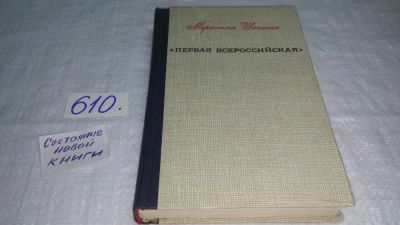 Мариэтта Шагинян
«ПЕРВАЯ ВСЕРОССИЙСКАЯ»
610.
Состояние
новой
книги